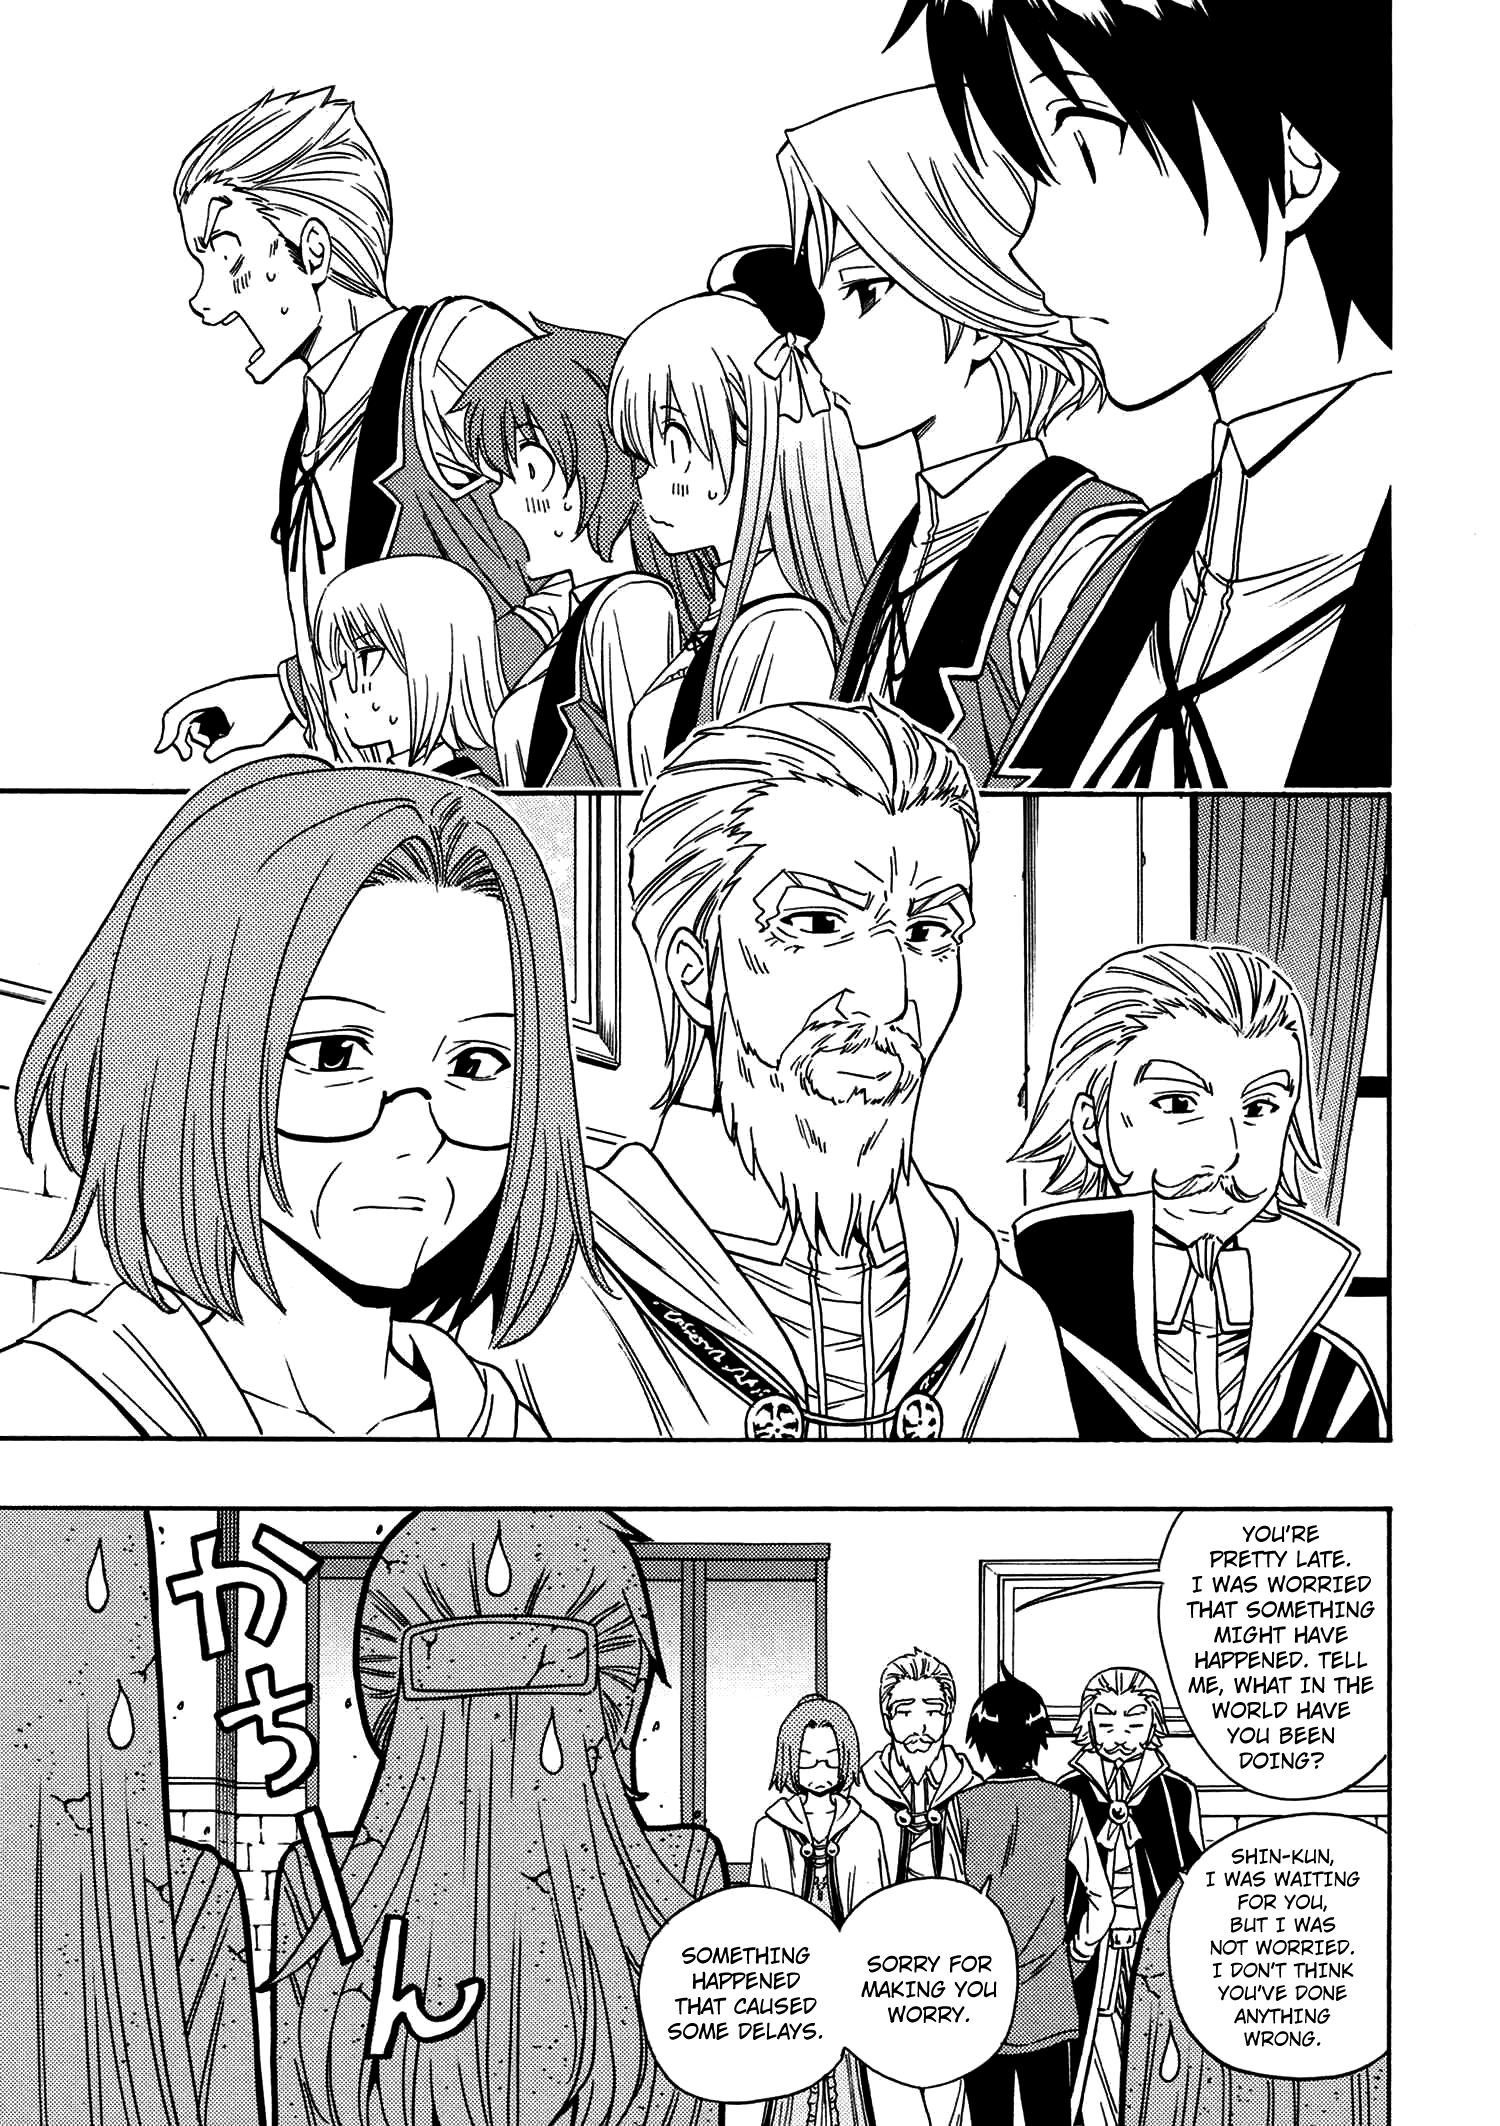 YOU'RE
PRETTY LATE.
I WAS WORRIED
THAT SOMETHING
MIGHT HAVE
HAPPENED. TELL
ME, WHAT IN THE
WORLD HAVE
YOU BEEN
DOING?
SHIN-KUN,
I WAS WAITING
FOR YOU,
BUT I WAS
NOT WORRIED.
I DON'T THINK
YOU'VE DONE
ANYTHING
WRONG.
SORRY FOR
MAKING YOU
WORRY.
SOMETHING
HAPPENED
THAT CAUSED
SOME DELAYS.
かちーん